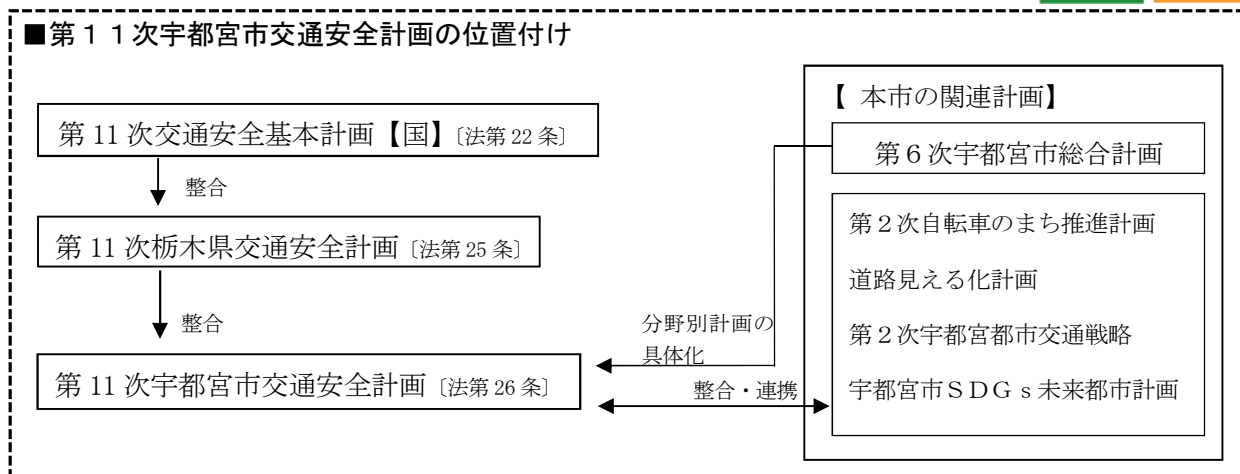 ■第１１次宇都宮市交通安全計画の位置付け
第 11 次交通安全基本計画【国】〔法第 22 条〕
整合
第 11 次栃木県交通安全計画〔法第 25 条〕
整合
第 11 次宇都宮市交通安全計画〔法第 26 条〕
分野別計画の
具体化
整合・連携
【 本市の関連計画】
第６次宇都宮市総合計画
第２次自転車のまち推進計画
道路見える化計画
第２次宇都宮都市交通戦略
宇都宮市ＳＤＧｓ未来都市計画